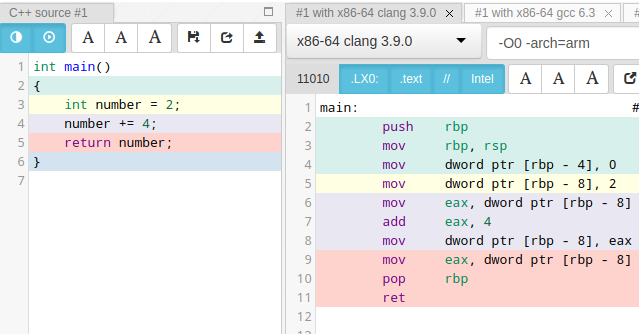 C++ source #1
A A A
1 int main()
2 {
3 int number = 2;
4 number += 4;
5 return number;
6 }
7
#1 with x86-64 clang 3.9.0 × #1 with x86-64 gcc 6.3 × #
x86-64 clang 3.9.0 -O0 -arch=arm
11010 .LX0: .text // Intel A A A
1 main: #
2 push rbp
3 mov rbp, rsp
4 mov dword ptr [rbp - 4], 0
5 mov dword ptr [rbp - 8], 2
6 mov eax, dword ptr [rbp - 8]
7 add eax, 4
8 mov dword ptr [rbp - 8], eax
9 mov eax, dword ptr [rbp - 8]
10 pop rbp
11 ret
12